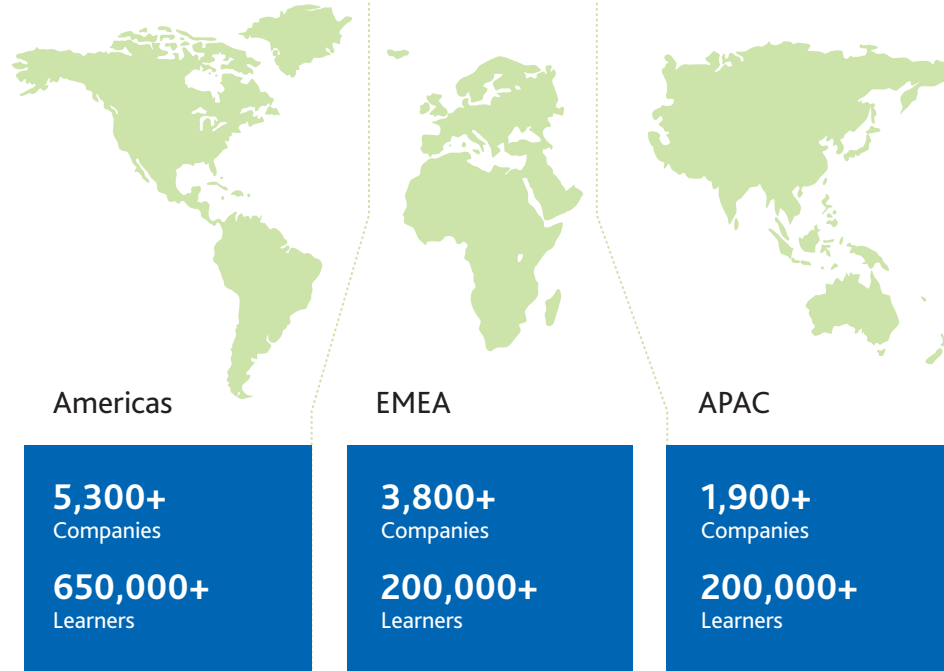 Americas
5,300+
Companies
650,000+
Learners
EMEA
3,800+
Companies
200,000+
Learners
APAC
1,900+
Companies
200,000+
Learners